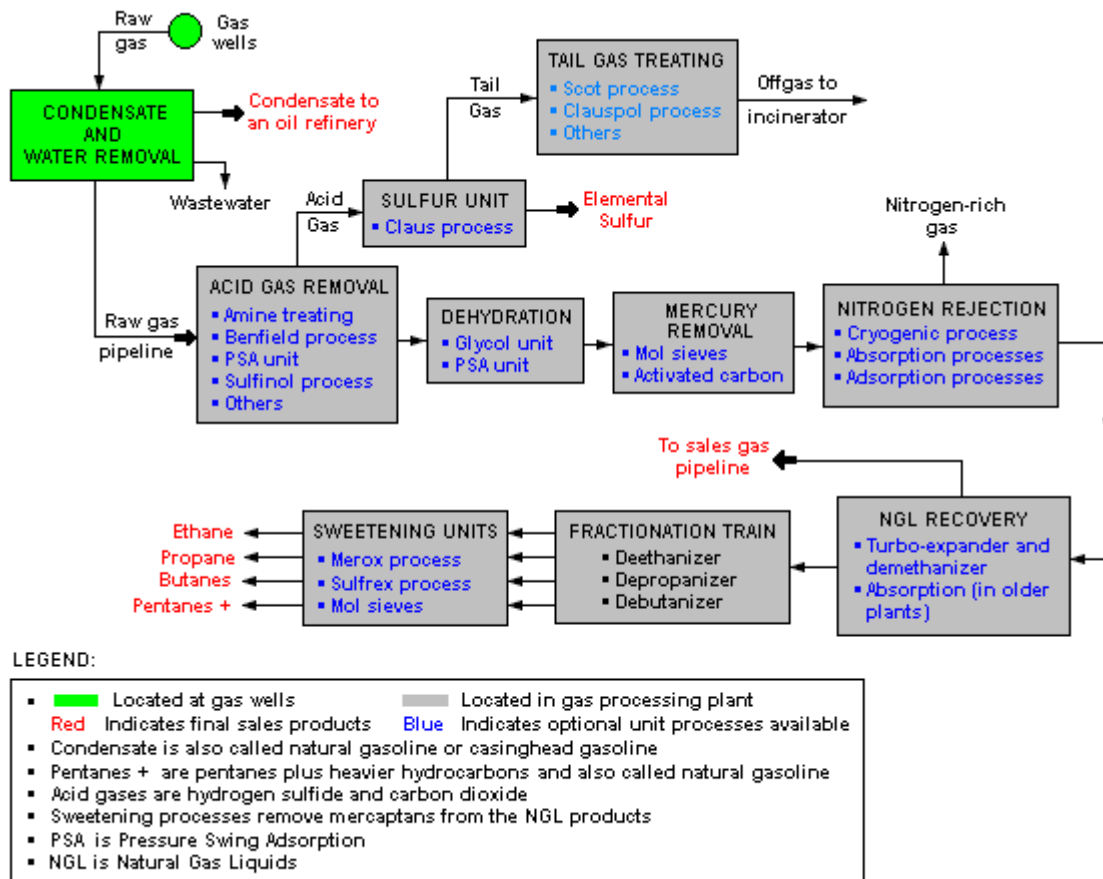 Raw
gas
Gas
wells
CONDENSATE
AND
WATER REMOVAL
Condensate to
an oil refinery
Wastewater
Raw gas
pipeline
ACID GAS REMOVAL
▪ Amine treating
▪ Benfield process
▪ PSA unit
▪ Sulfinol process
▪ Others
Acid
Gas
SULFUR UNIT
▪ Claus process
Elemental
Sulfur
Tail
Gas
TAIL GAS TREATING
▪ Scot process
▪ Clauspol process
▪ Others
Offgas to
incinerator
DEHYDRATION
▪ Glycol unit
▪ PSA unit
MERCURY
REMOVAL
▪ Mol sieves
▪ Activated carbon
Nitrogen-rich
gas
NITROGEN REJECTION
▪ Cryogenic process
▪ Absorption processes
▪ Adsorption processes
To sales gas
pipeline
NGL RECOVERY
▪ Turbo-expander and
demethanizer
▪ Absorption (in older
plants)
FRACTIONATION TRAIN
▪ Deethanizer
▪ Depropanizer
▪ Debutanizer
SWEETENING UNITS
▪ Merox process
▪ Sulfrex process
▪ Mol sieves
Ethane
Propane
Butanes
Pentanes +
LEGEND:
▪ Located at gas wells Located in gas processing plant
Red Indicates final sales products Blue Indicates optional unit processes available
▪ Condensate is also called natural gasoline or casinghead gasoline
▪ Pentanes + are pentanes plus heavier hydrocarbons and also called natural gasoline
▪ Acid gases are hydrogen sulfide and carbon dioxide
▪ Sweetening processes remove mercaptans from the NGL products
▪ PSA is Pressure Swing Adsorption
▪ NGL is Natural Gas Liquids